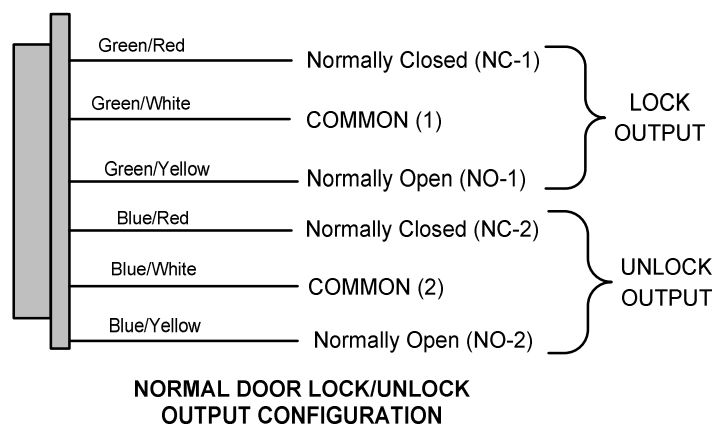 Green/Red
Normally Closed (NC-1)
Green/White
COMMON (1)
LOCK
OUTPUT
Green/Yellow
Normally Open (NO-1)
Blue/Red
Normally Closed (NC-2)
Blue/White
COMMON (2)
UNLOCK
OUTPUT
Blue/Yellow
Normally Open (NO-2)
NORMAL DOOR LOCK/UNLOCK
OUTPUT CONFIGURATION